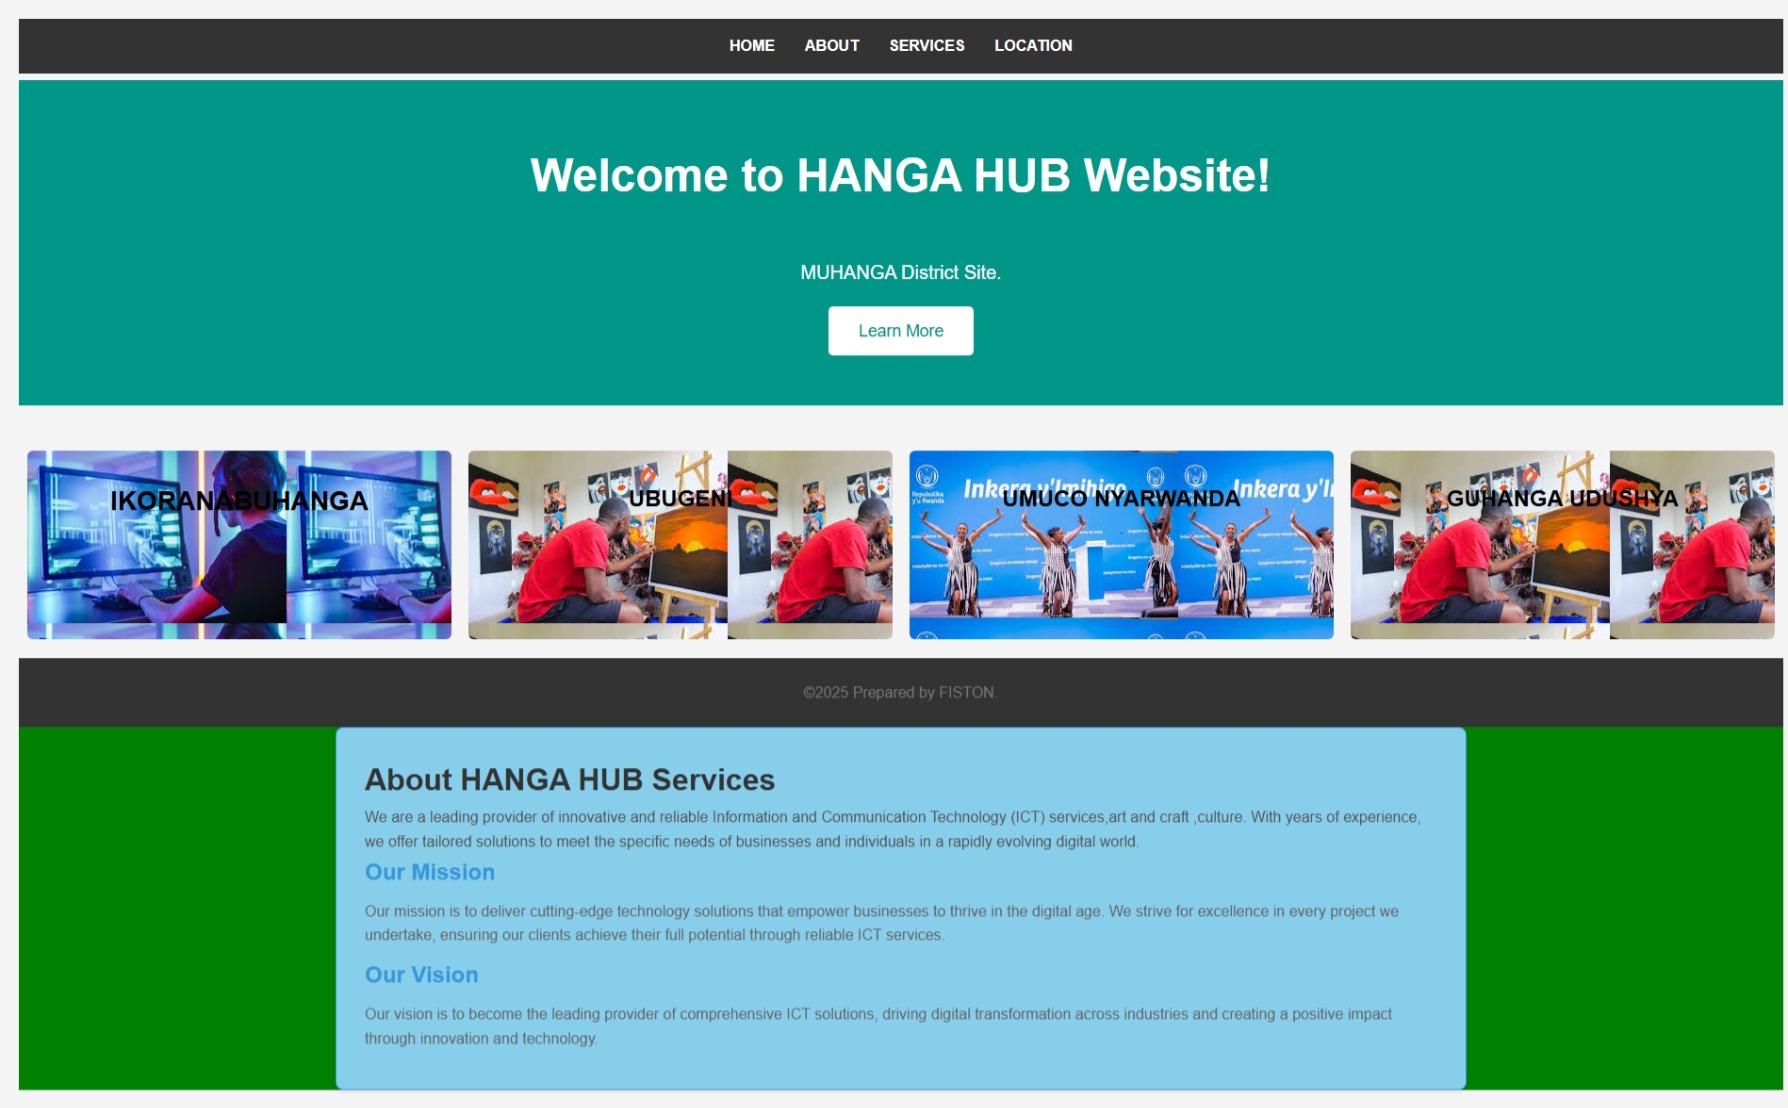 HOME ABOUT SERVICES LOCATION
Welcome to HANGA HUB Website!
MUHANGA District Site.
Learn More
IKORANABUHANGA
UBUGENI
Repubulika
y'u Rwanda
Inkera y'Imihigo
Inkera y'I
UMUCO NYARWANDA
GUHANGA UDUSHYA
©2025 Prepared by FISTON.
About HANGA HUB Services
We are a leading provider of innovative and reliable Information and Communication Technology (ICT) services,art and craft ,culture. With years of experience,
we offer tailored solutions to meet the specific needs of businesses and individuals in a rapidly evolving digital world.
Our Mission
Our mission is to deliver cutting-edge technology solutions that empower businesses to thrive in the digital age. We strive for excellence in every project we
undertake, ensuring our clients achieve their full potential through reliable ICT services.
Our Vision
Our vision is to become the leading provider of comprehensive ICT solutions, driving digital transformation across industries and creating a positive impact
through innovation and technology.